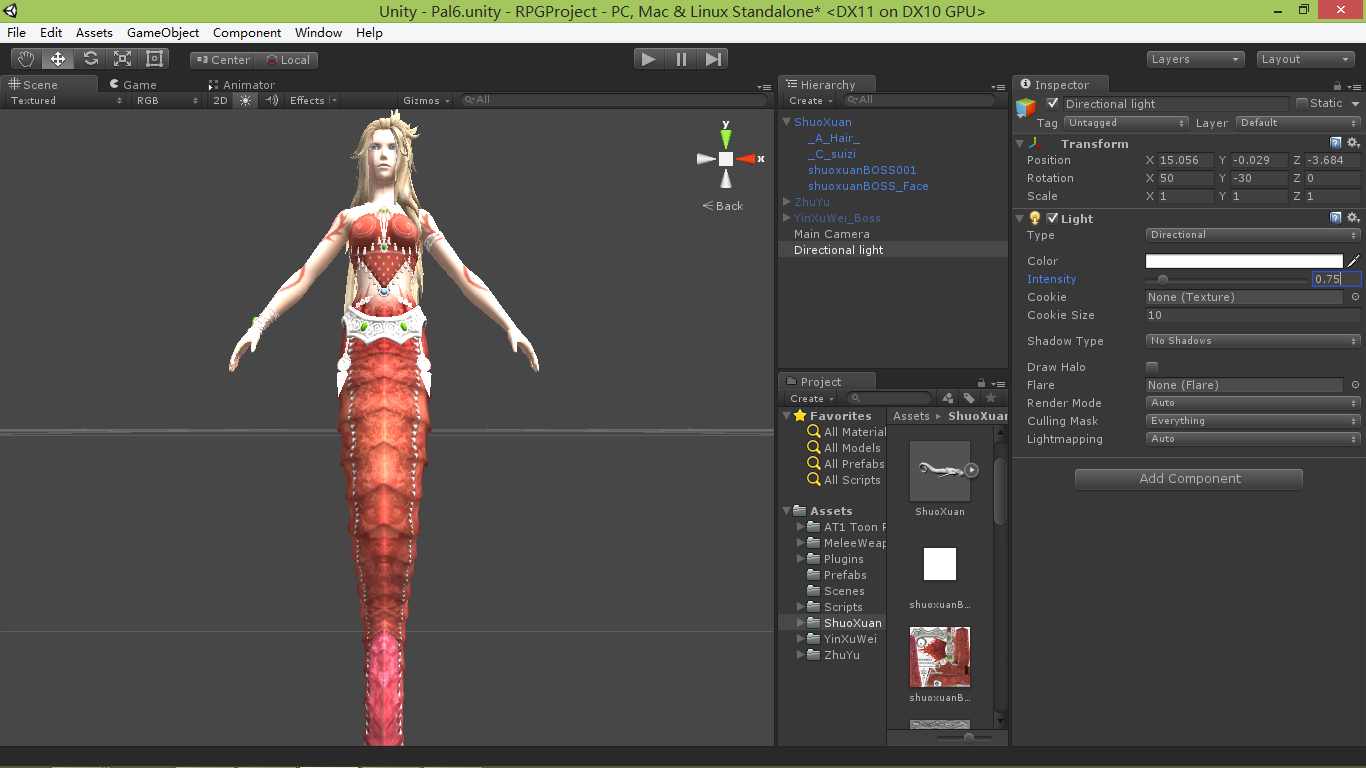 Unity - Pal6.unity - RPGProject - PC, Mac & Linux Standalone* <DX11 on DX10 GPU>
File Edit Assets GameObject Component Window Help
Center Local Layers Layout
Scene Game Animator
Textured RGB 2D Effects Gizmos All
y
x
Back
Hierarchy
Create All
ShuoXuan
_A_Hair_
_C_suizi
shuoxuanBOSS001
shuoxuanBOSS_Face
ZhuYu
YinXuWei_Boss
Main Camera
Directional light
Project
Create
Favorites
All Material
All Models
All Prefabs
All Scripts
Assets
AT1 Toon
MeleeWeap
Plugins
Prefabs
Scenes
Scripts
ShuoXuan
YinXuWei
ZhuYu
Assets ShuoXuan
ShuoXuan
shuoxuanB...
shuoxuanB...
Inspector
Directional light Static
Tag Untagged Layer Default
Transform
Position X 15.056 Y -0.029 Z -3.684
Rotation X 50 Y -30 Z 0
Scale X 1 Y 1 Z 1
Light
Type Directional
Color
Intensity 0.75
Cookie None (Texture)
Cookie Size 10
Shadow Type No Shadows
Draw Halo
Flare None (Flare)
Render Mode Auto
Culling Mask Everything
Lightmapping Auto
Add Component